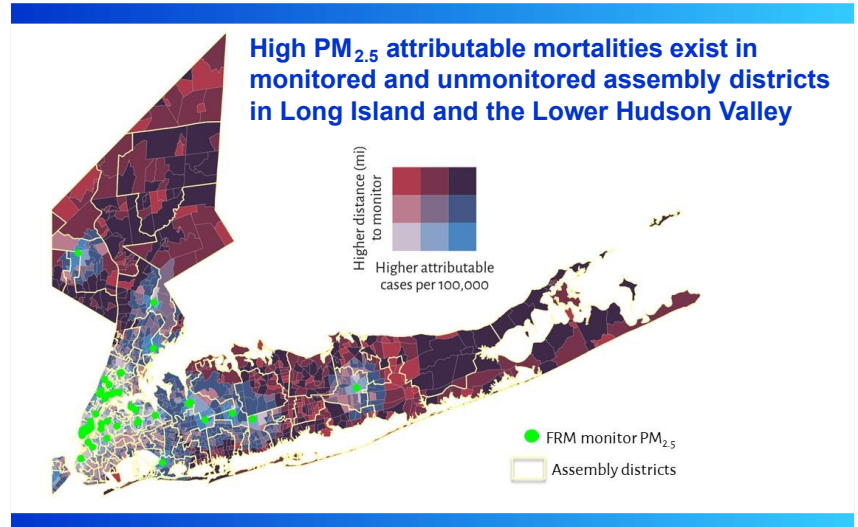 High PM2.5 attributable mortalities exist in
monitored and unmonitored assembly districts
in Long Island and the Lower Hudson Valley
Higher distance (mi)
to monitor
Higher attributable
cases per 100,000
FRM monitor PM2.5
Assembly districts